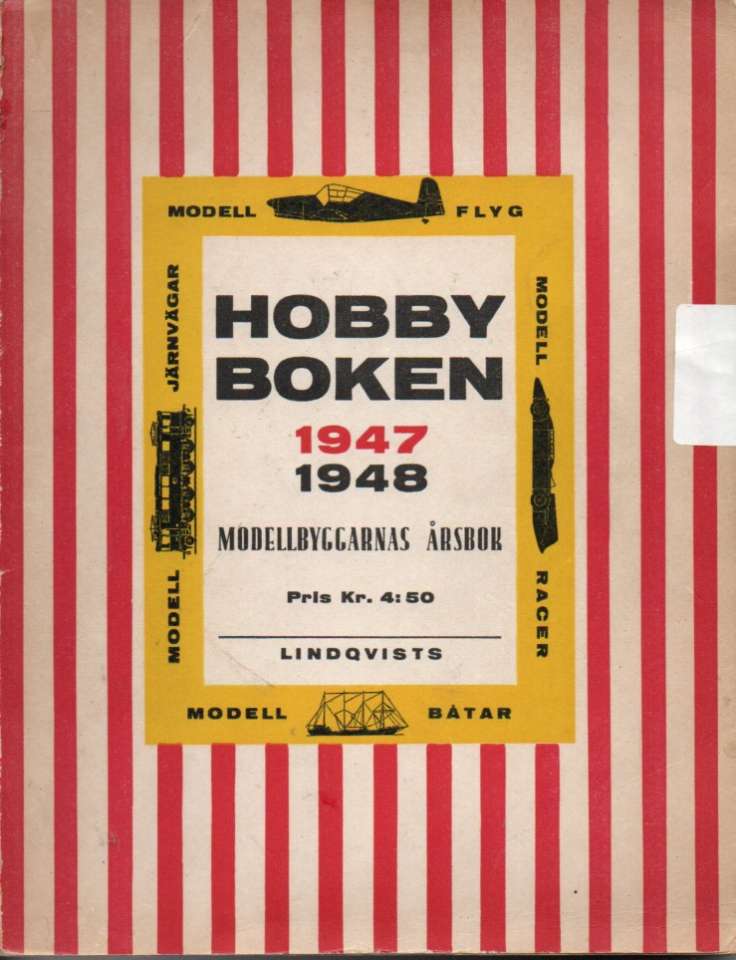 MODELL FLYG
MODELL JÄRNVÄGAR
HOBBY
BOKEN
1947
1948
MODELLBYGGARNAS ÅRSBOK
Pris Kr. 4:50
LINDQVISTS
MODELL RACER
MODELL BÅTAR